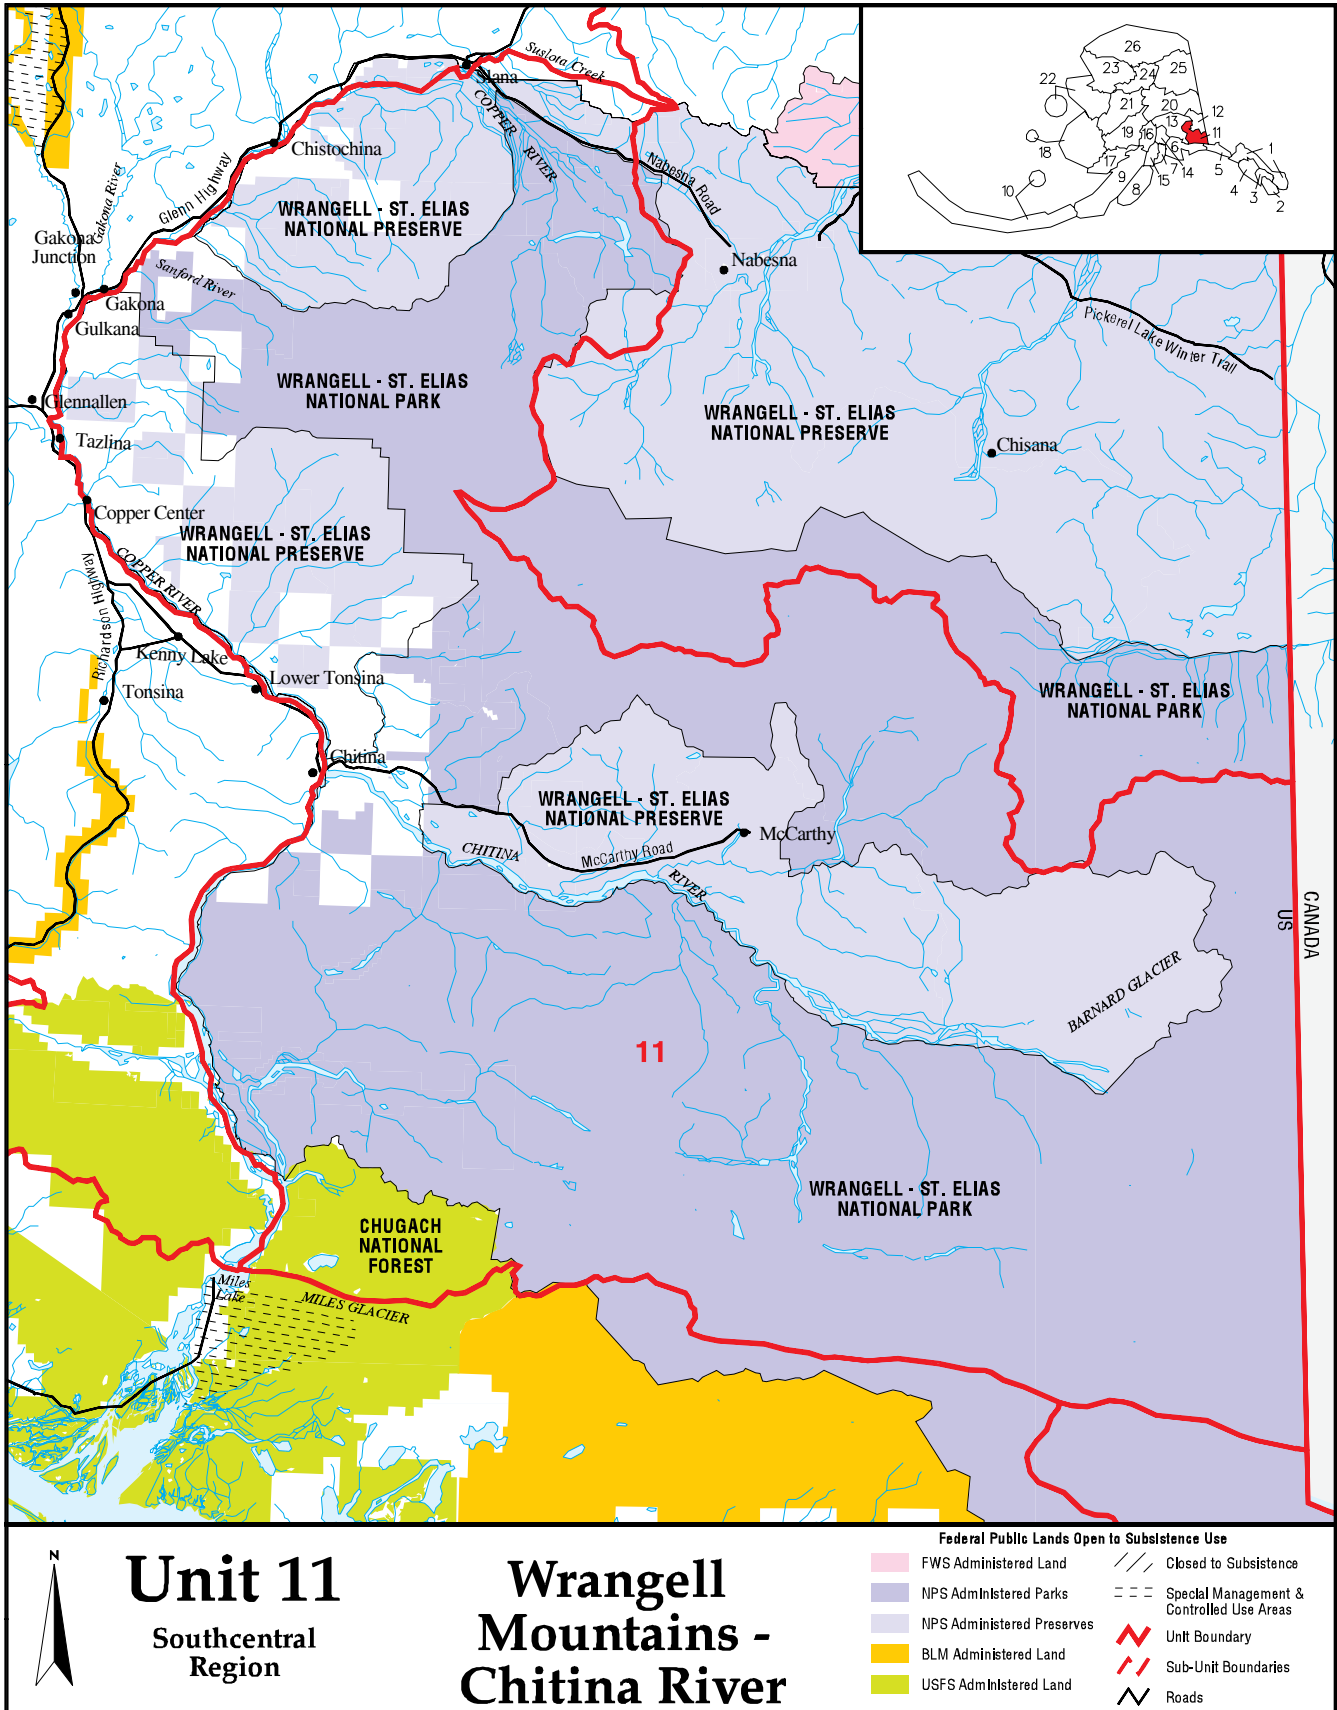 26
23
24
25
22
21
20
13
12
11
19
16
18
17
6
7
14
15
9
8
10
5
1
4
3
2
Suslota Creek
Slana
COPPER
RIVER
Chistochina
Glenn Highway
Gakona River
Nabesna Road
WRANGELL - ST. ELIAS
NATIONAL PRESERVE
Gakona
Junction
Sanford River
Nabesna
Gakona
Gulkana
Pickerel Lake Winter Trail
WRANGELL - ST. ELIAS
NATIONAL PARK
Glennallen
WRANGELL - ST. ELIAS
NATIONAL PRESERVE
Tazlina
Chisana
Copper Center
WRANGELL - ST. ELIAS
NATIONAL PRESERVE
COPPER RIVER
Richardson Highway
Kenny Lake
Lower Tonsina
Tonsina
WRANGELL - ST. ELIAS
NATIONAL PARK
Chitina
WRANGELL - ST. ELIAS
NATIONAL PRESERVE
McCarthy
CHITINA
McCarthy Road
RIVER
CANADA
US
BARNARD GLACIER
11
WRANGELL - ST. ELIAS
NATIONAL PARK
CHUGACH
NATIONAL
FOREST
Miles
Lake
MILES GLACIER
N
Unit 11
Southcentral
Region
Wrangell
Mountains -
Chitina River
Federal Public Lands Open to Subsistence Use
FWS Administered Land
NPS Administered Parks
NPS Administered Preserves
BLM Administered Land
USFS Administered Land
Closed to Subsistence
Special Management &
Controlled Use Areas
Unit Boundary
Sub-Unit Boundaries
Roads